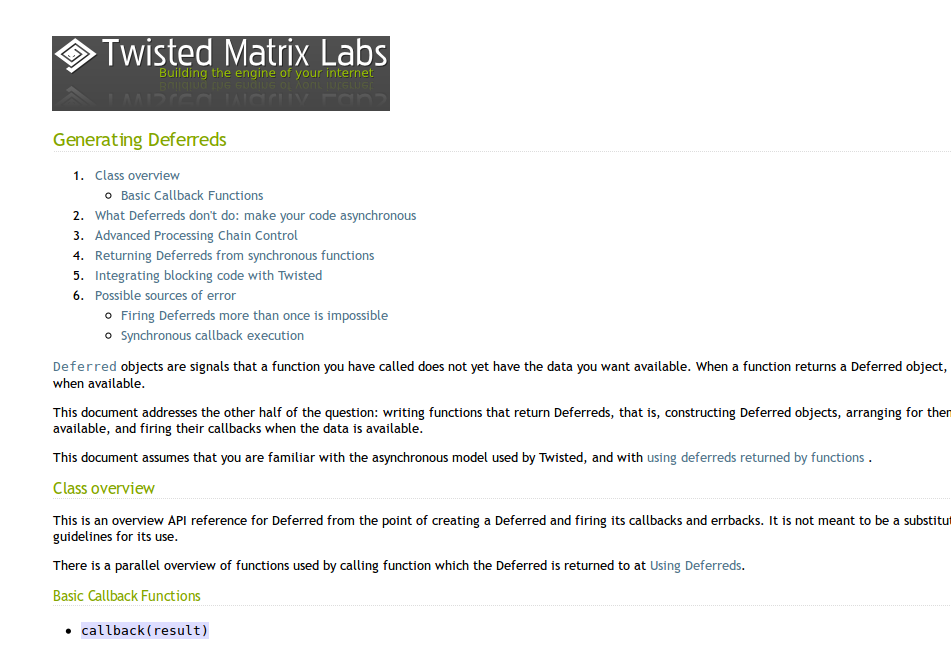 Twisted Matrix Labs
Building the engine of your internet
Generating Deferreds
1. Class overview
Basic Callback Functions
2. What Deferreds don't do: make your code asynchronous
3. Advanced Processing Chain Control
4. Returning Deferreds from synchronous functions
5. Integrating blocking code with Twisted
6. Possible sources of error
Firing Deferreds more than once is impossible
Synchronous callback execution
Deferred objects are signals that a function you have called does not yet have the data you want available. When a function returns a Deferred object,
when available.
This document addresses the other half of the question: writing functions that return Deferreds, that is, constructing Deferred objects, arranging for
available, and firing their callbacks when the data is available.
This document assumes that you are familiar with the asynchronous model used by Twisted, and with using deferreds returned by functions .
Class overview
This is an overview API reference for Deferred from the point of creating a Deferred and firing its callbacks and errbacks. It is not meant to be a
guidelines for its use.
There is a parallel overview of functions used by calling function which the Deferred is returned to at Using Deferreds.
Basic Callback Functions
callback(result)